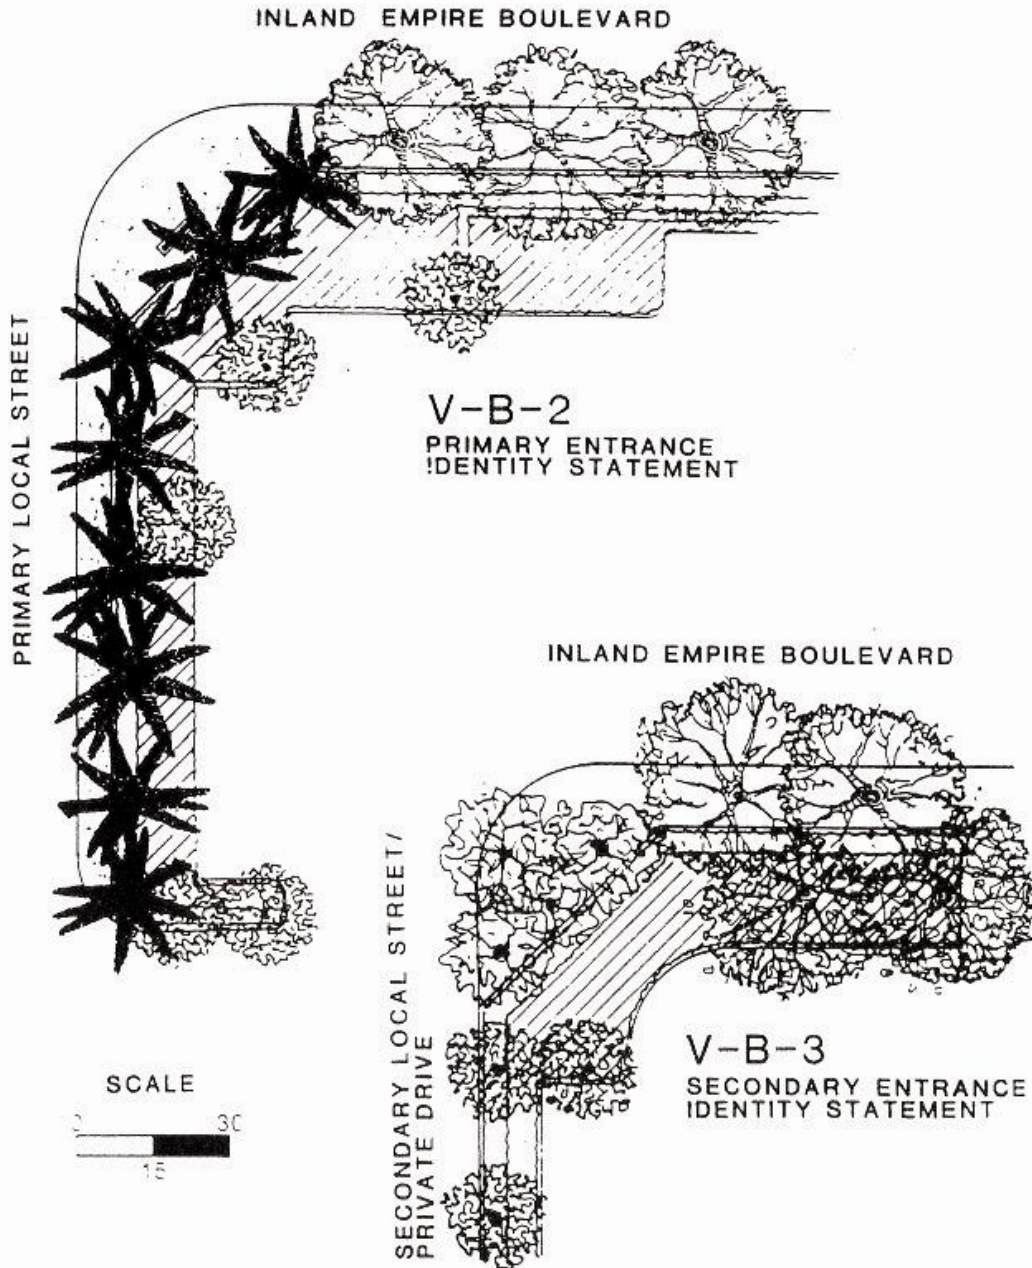 INLAND EMPIRE BOULEVARD
PRIMARY LOCAL STREET
V-B-2
PRIMARY ENTRANCE
IDENTITY STATEMENT
INLAND EMPIRE BOULEVARD
SECONDARY LOCAL STREET/
PRIVATE DRIVE
V-B-3
SECONDARY ENTRANCE
IDENTITY STATEMENT
SCALE
0 30
15